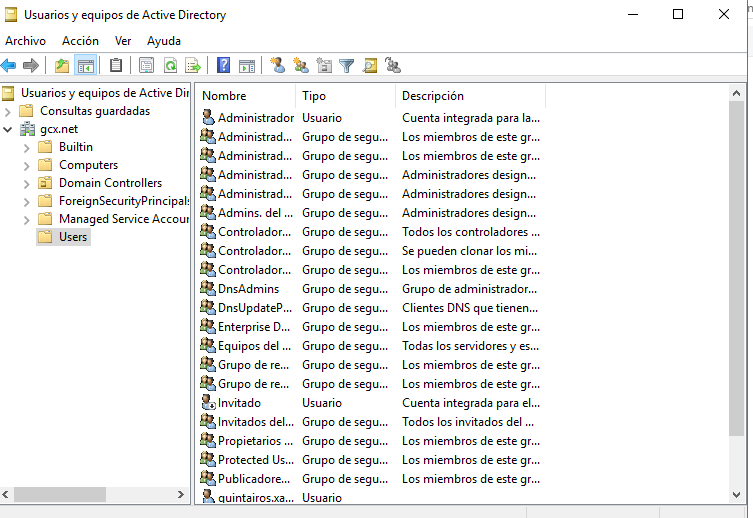 Usuarios y equipos de Active Directory
Archivo Acción Ver Ayuda
Usuarios y equipos de Active Dir
Consultas guardadas
gcx.net
Builtin
Computers
Domain Controllers
ForeignSecurityPrincipals
Managed Service Accour
Users
Nombre Tipo Descripción
Administrador Usuario Cuenta integrada para la...
Administrad... Grupo de segu... Los miembros de este gr...
Administrad... Grupo de segu... Los miembros de este gr...
Administrad... Grupo de segu... Administradores design...
Administrad... Grupo de segu... Administradores design...
Admins. del ... Grupo de segu... Administradores design...
Controlador... Grupo de segu... Todos los controladores ...
Controlador... Grupo de segu... Se pueden clonar los mi...
Controlador... Grupo de segu... Los miembros de este gr...
DnsAdmins Grupo de segu... Grupo de administrador...
DnsUpdateP... Grupo de segu... Clientes DNS que tienen...
Enterprise D... Grupo de segu... Los miembros de este gr...
Equipos del ... Grupo de segu... Todas los servidores y es...
Grupo de re... Grupo de segu... Los miembros de este gr...
Grupo de re... Grupo de segu... Los miembros de este gr...
Invitado Usuario Cuenta integrada para el...
Invitados del... Grupo de segu... Todos los invitados del ...
Propietarios ... Grupo de segu... Los miembros de este gr...
Protected Us... Grupo de segu... Los miembros de este gr...
Publicadore... Grupo de segu... Los miembros de este gr...
quintairos.xa... Usuario